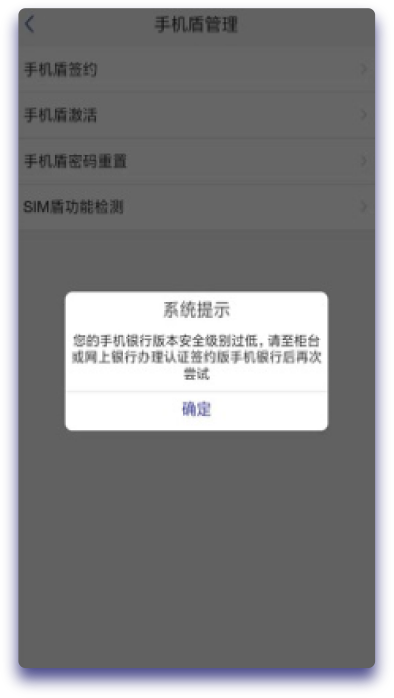 手机盾管理
手机盾签约
手机盾激活
手机盾密码重置
SIM盾功能检测
系统提示
您的手机银行版本安全级别过低，请至柜台
或网上银行办理认证签约版手机银行后再次
尝试
确定